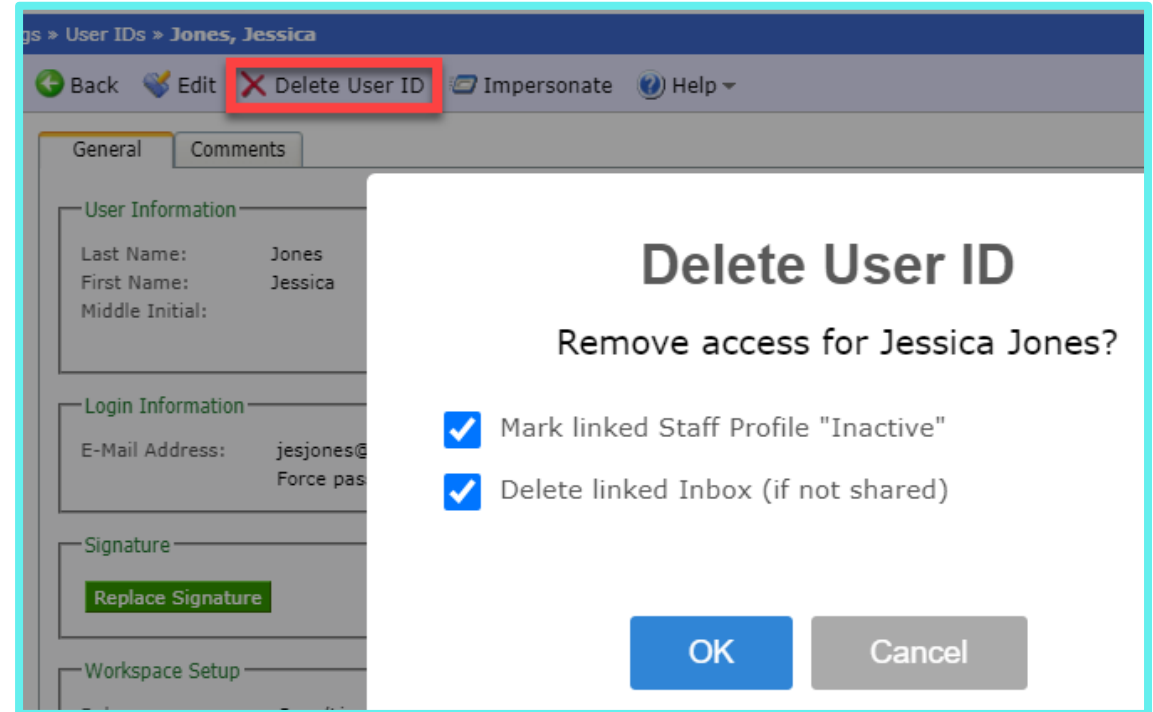 gs » User IDs » Jones, Jessica
Back Edit Delete User ID Impersonate Help
General Comments
User Information
Last Name: Jones
First Name: Jessica
Middle Initial:
Login Information
E-Mail Address: jesjones@
Force pas
Signature
Replace Signature
Workspace Setup
Delete User ID
Remove access for Jessica Jones?
Mark linked Staff Profile "Inactive"
Delete linked Inbox (if not shared)
OK Cancel